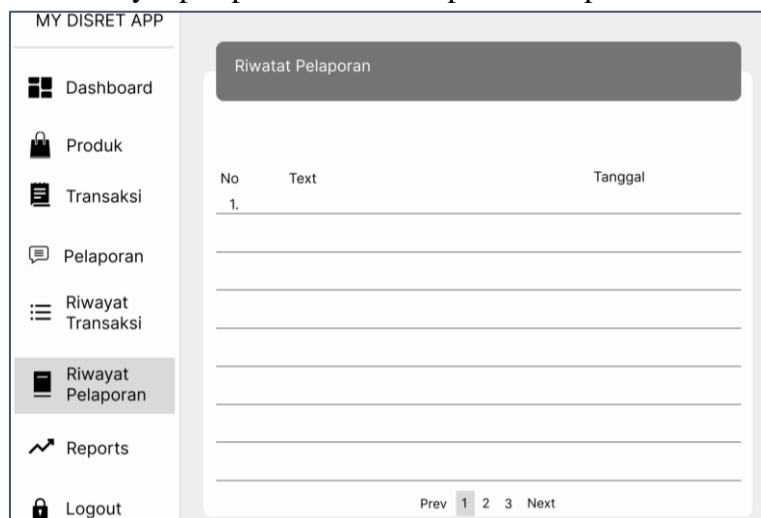 MY DISRET APP
Dashboard
Produk
Transaksi
Pelaporan
Riwayat
Transaksi
Riwayat
Pelaporan
Reports
Logout
Riwatat Pelaporan
No Text Tanggal
1.
Prev 1 2 3 Next